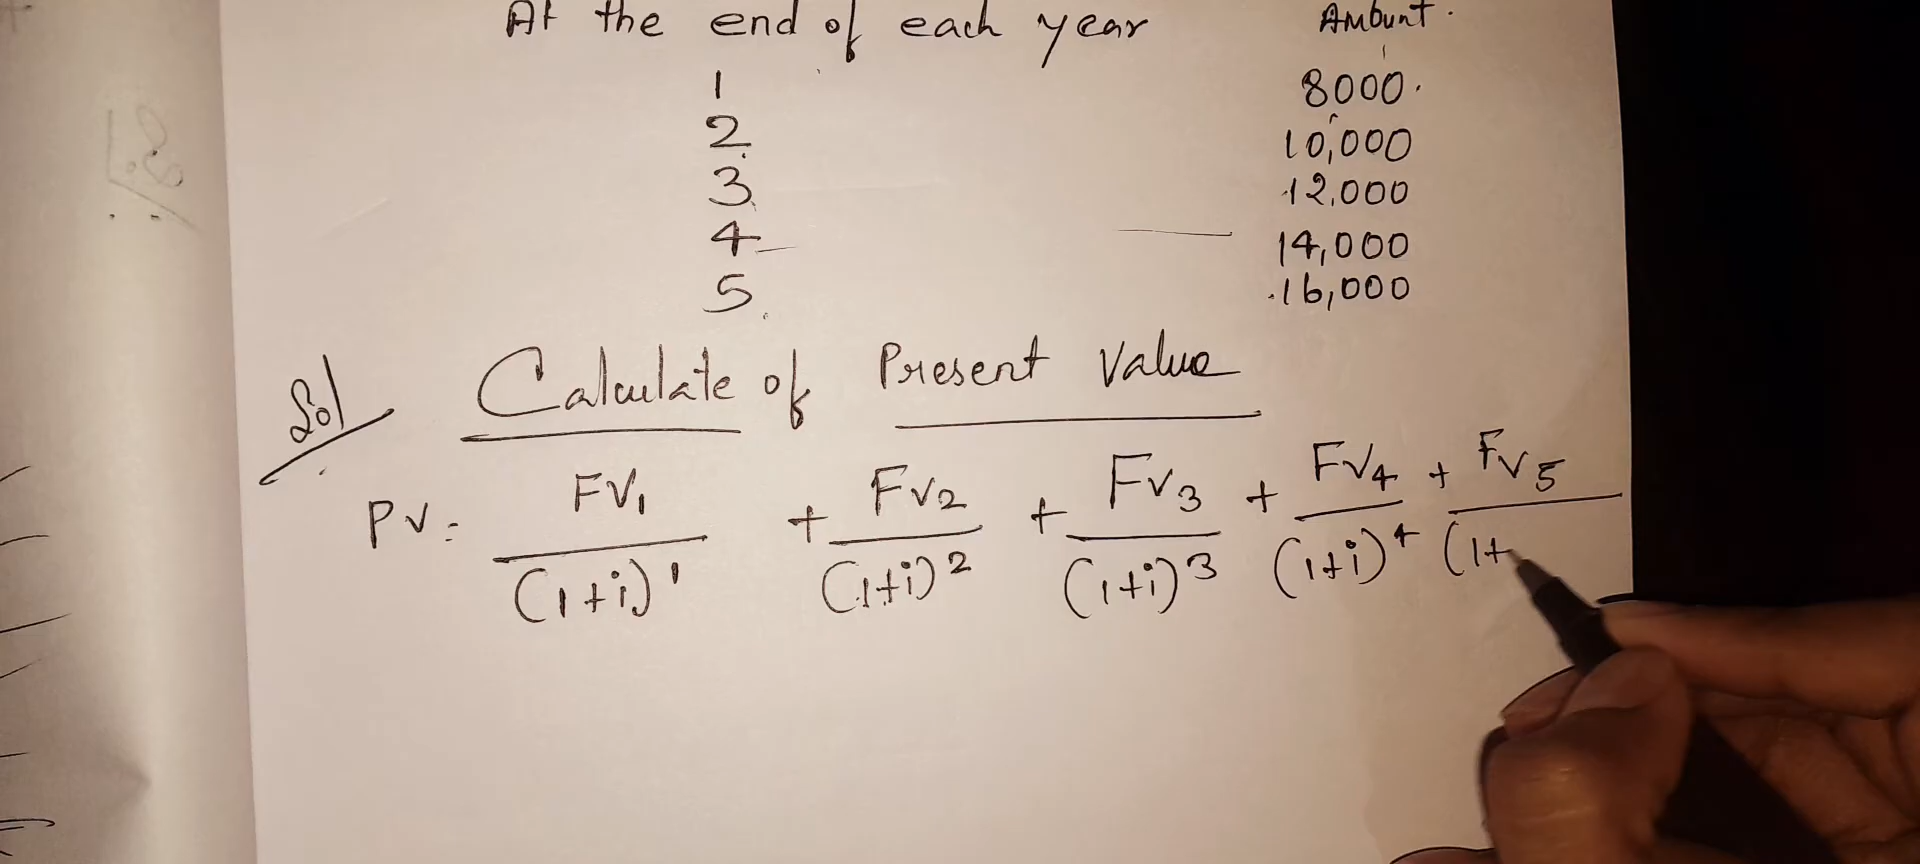 At the end of each year Amount.
1 8000.
2 10,000
3 12,000
4 14,000
5 16,000
Sol Calculate of Present Value
PV = FV1 / (1+i)^1 + FV2 / (1+i)^2 + FV3 / (1+i)^3 + FV4 / (1+i)^4 + FV5 / (1+